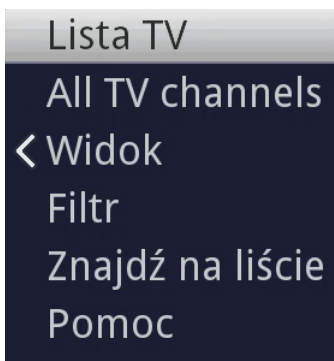 Lista TV
All TV channels
Widok
Filtr
Znajdź na liście
Pomoc